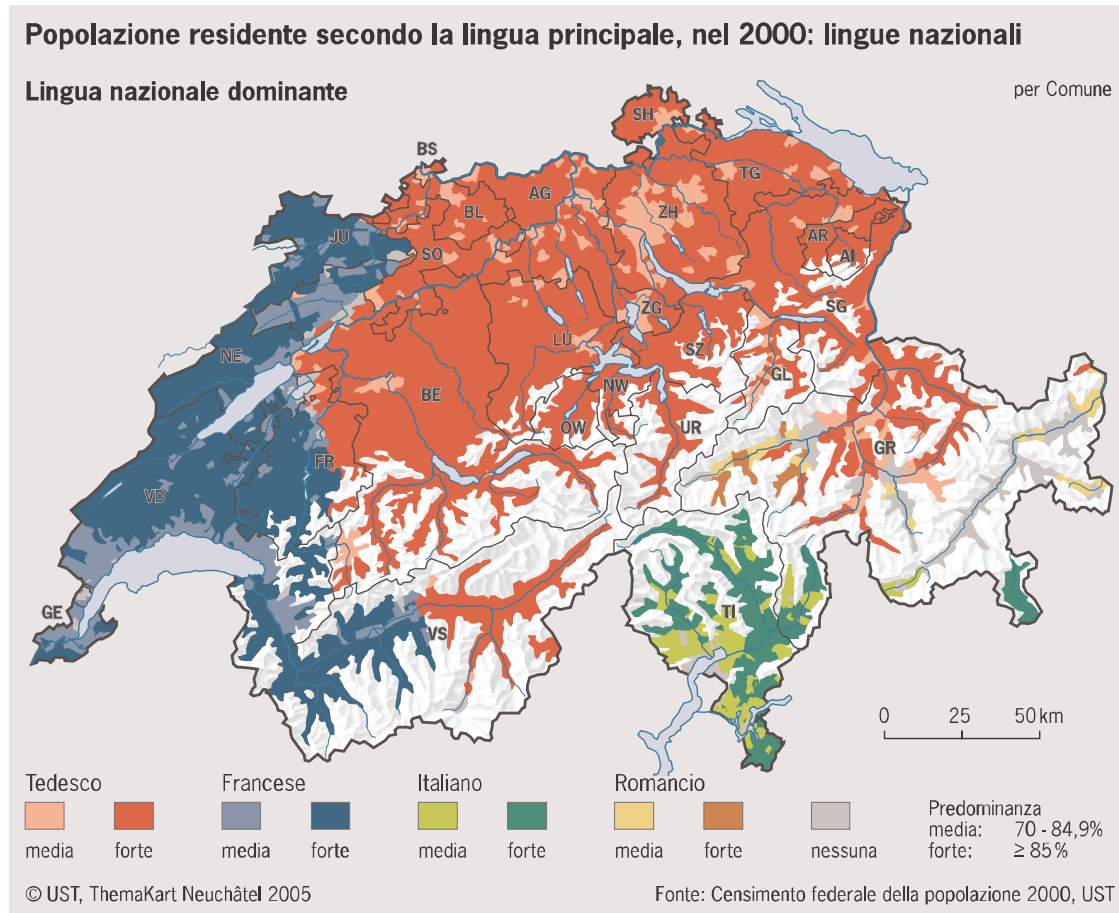 Popolazione residente secondo la lingua principale, nel 2000: lingue nazionali
Lingua nazionale dominante
per Comune
SH
BS
TG
AG
BL
ZH
JU
AR
SO
AI
ZG
SG
LU
NE
SZ
GL
NW
BE
OW
UR
GR
FR
VD
GE
TI
VS
0 25 50 km
Tedesco Francese Italiano Romancio
Predominanza
media: 70 - 84,9%
forte: ≥ 85%
media forte media forte media forte media forte nessuna
© UST, ThemaKart Neuchâtel 2005
Fonte: Censimento federale della popolazione 2000, UST